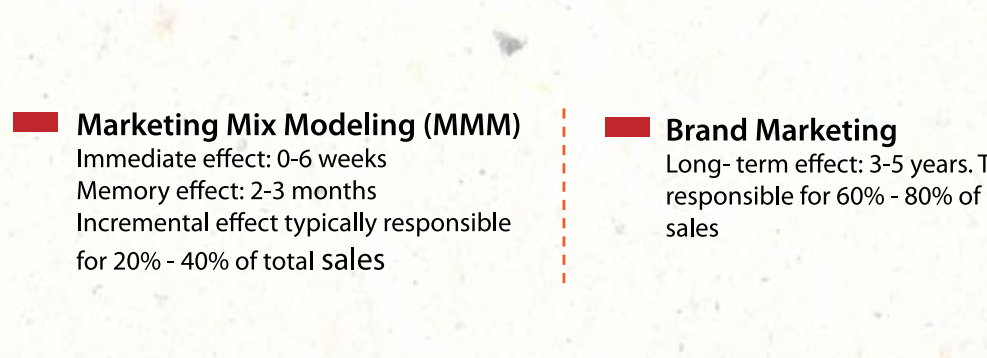 Marketing Mix Modeling (MMM)
Immediate effect: 0-6 weeks
Memory effect: 2-3 months
Incremental effect typically responsible
for 20% - 40% of total sales
Brand Marketing
Long- term effect: 3-5 years.
responsible for 60% - 80% of
sales